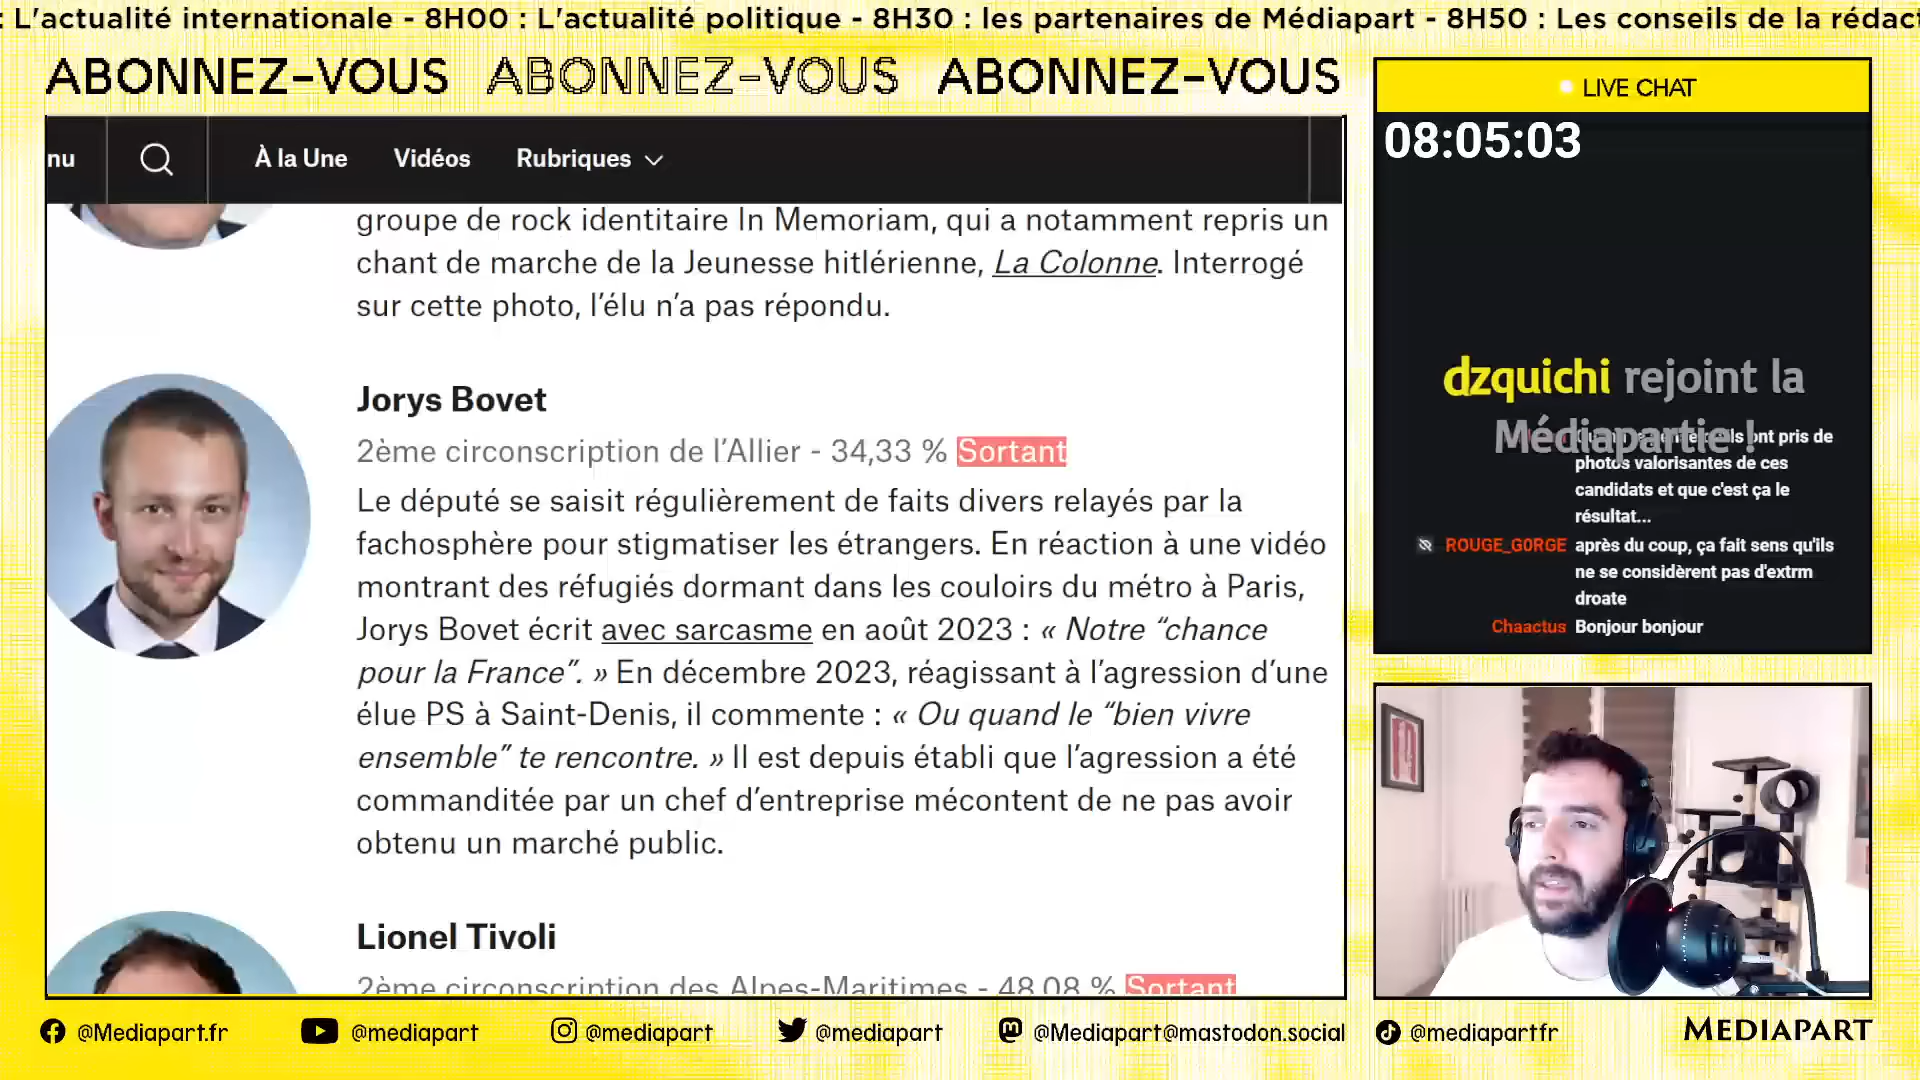 : L'actualité internationale - 8H00 : L'actualité politique - 8H30 : les partenaires de Médiapart - 8H50 : Les conseils de la rédac
ABONNEZ-VOUS ABONNEZ-VOUS ABONNEZ-VOUS
nu À la Une Vidéos Rubriques
groupe de rock identitaire In Memoriam, qui a notamment repris un
chant de marche de la Jeunesse hitlérienne, La Colonne. Interrogé
sur cette photo, l'élu n'a pas répondu.
Jorys Bovet
2ème circonscription de l'Allier - 34,33 % Sortant
Le député se saisit régulièrement de faits divers relayés par la
fachosphère pour stigmatiser les étrangers. En réaction à une vidéo
montrant des réfugiés dormant dans les couloirs du métro à Paris,
Jorys Bovet écrit avec sarcasme en août 2023 : « Notre “chance
pour la France”. » En décembre 2023, réagissant à l'agression d'une
élue PS à Saint-Denis, il commente : « Ou quand le “bien vivre
ensemble” te rencontre. » Il est depuis établi que l'agression a été
commanditée par un chef d'entreprise mécontent de ne pas avoir
obtenu un marché public.
Lionel Tivoli
2ème circonscription des Alpes-Maritimes - 48,08 % Sortant
LIVE CHAT
08:05:03
dzquichi rejoint la
Médiapartie !
ils ont pris de
photos valorisantes de ces
candidats et que c'est ça le
résultat...
ROUGE_GORGE après du coup, ça fait sens qu'ils
ne se considèrent pas d'extrm
droate
Chaactus Bonjour bonjour
@Mediapart.fr @mediapart @mediapart @mediapart @Mediapart@mastodon.social @mediapartfr MEDIAPART